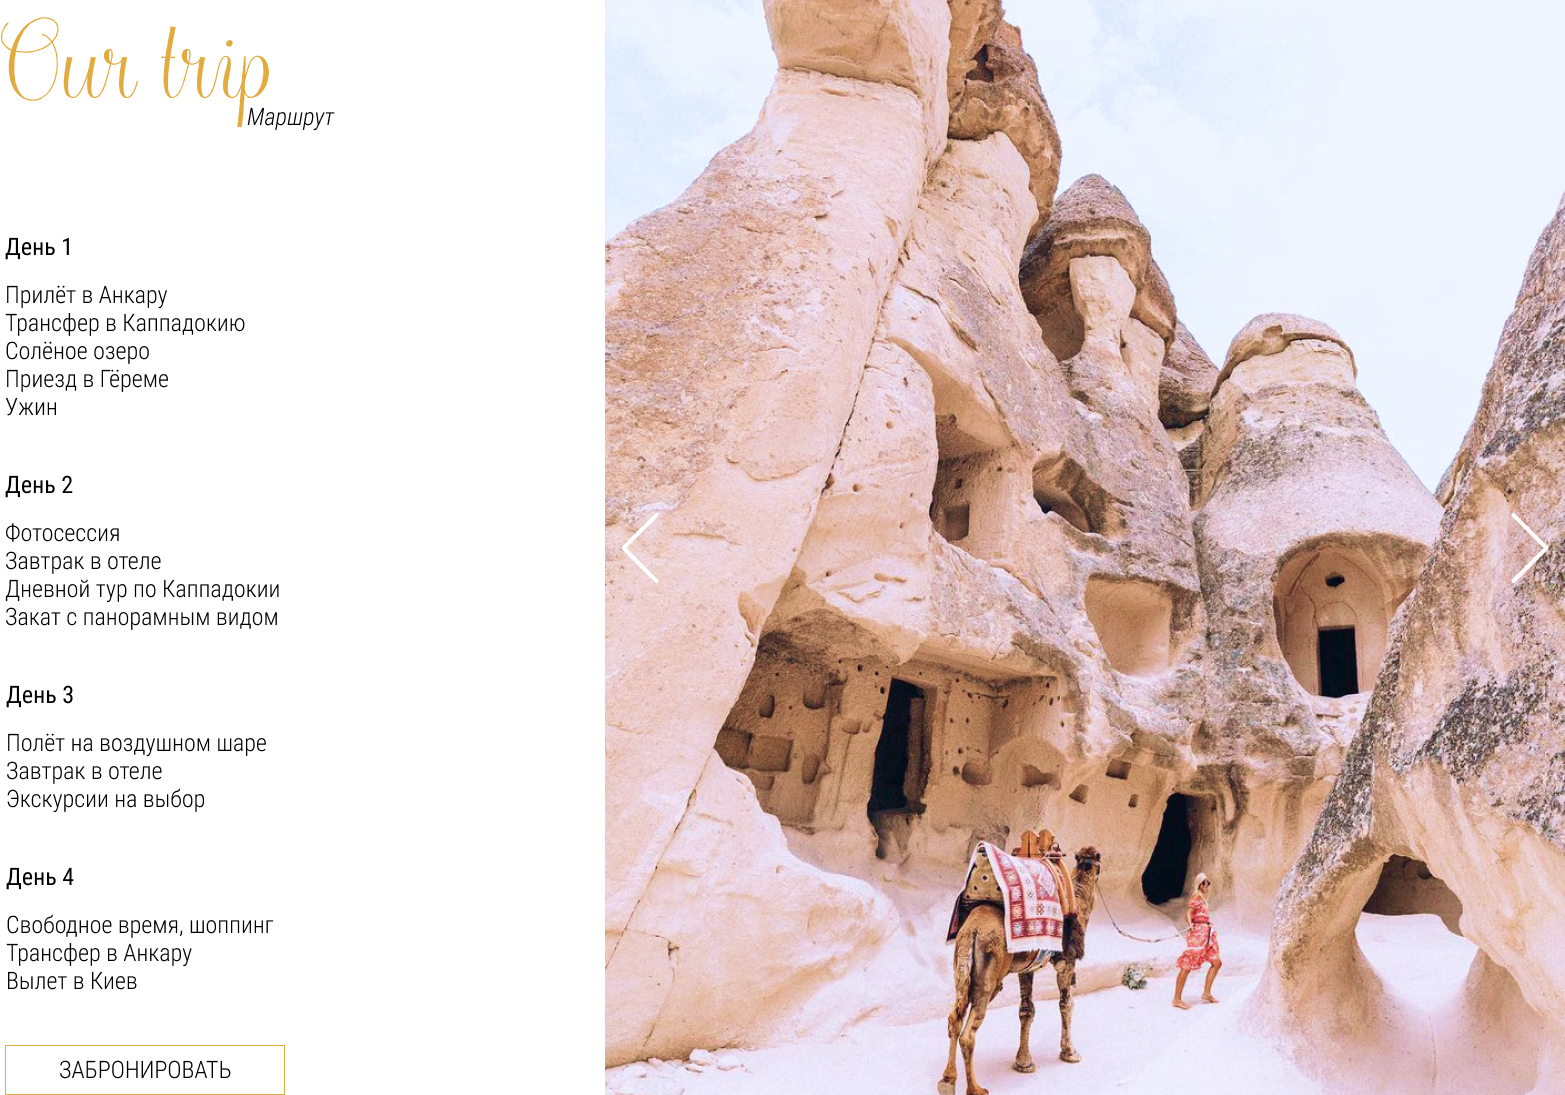 Our trip
Маршрут
День 1
Прилёт в Анкару
Трансфер в Каппадокию
Солёное озеро
Приезд в Гёреме
Ужин
День 2
Фотосессия
Завтрак в отеле
Дневной тур по Каппадокии
Закат с панорамным видом
День 3
Полёт на воздушном шаре
Завтрак в отеле
Экскурсии на выбор
День 4
Свободное время, шоппинг
Трансфер в Анкару
Вылет в Киев
ЗАБРОНИРОВАТЬ